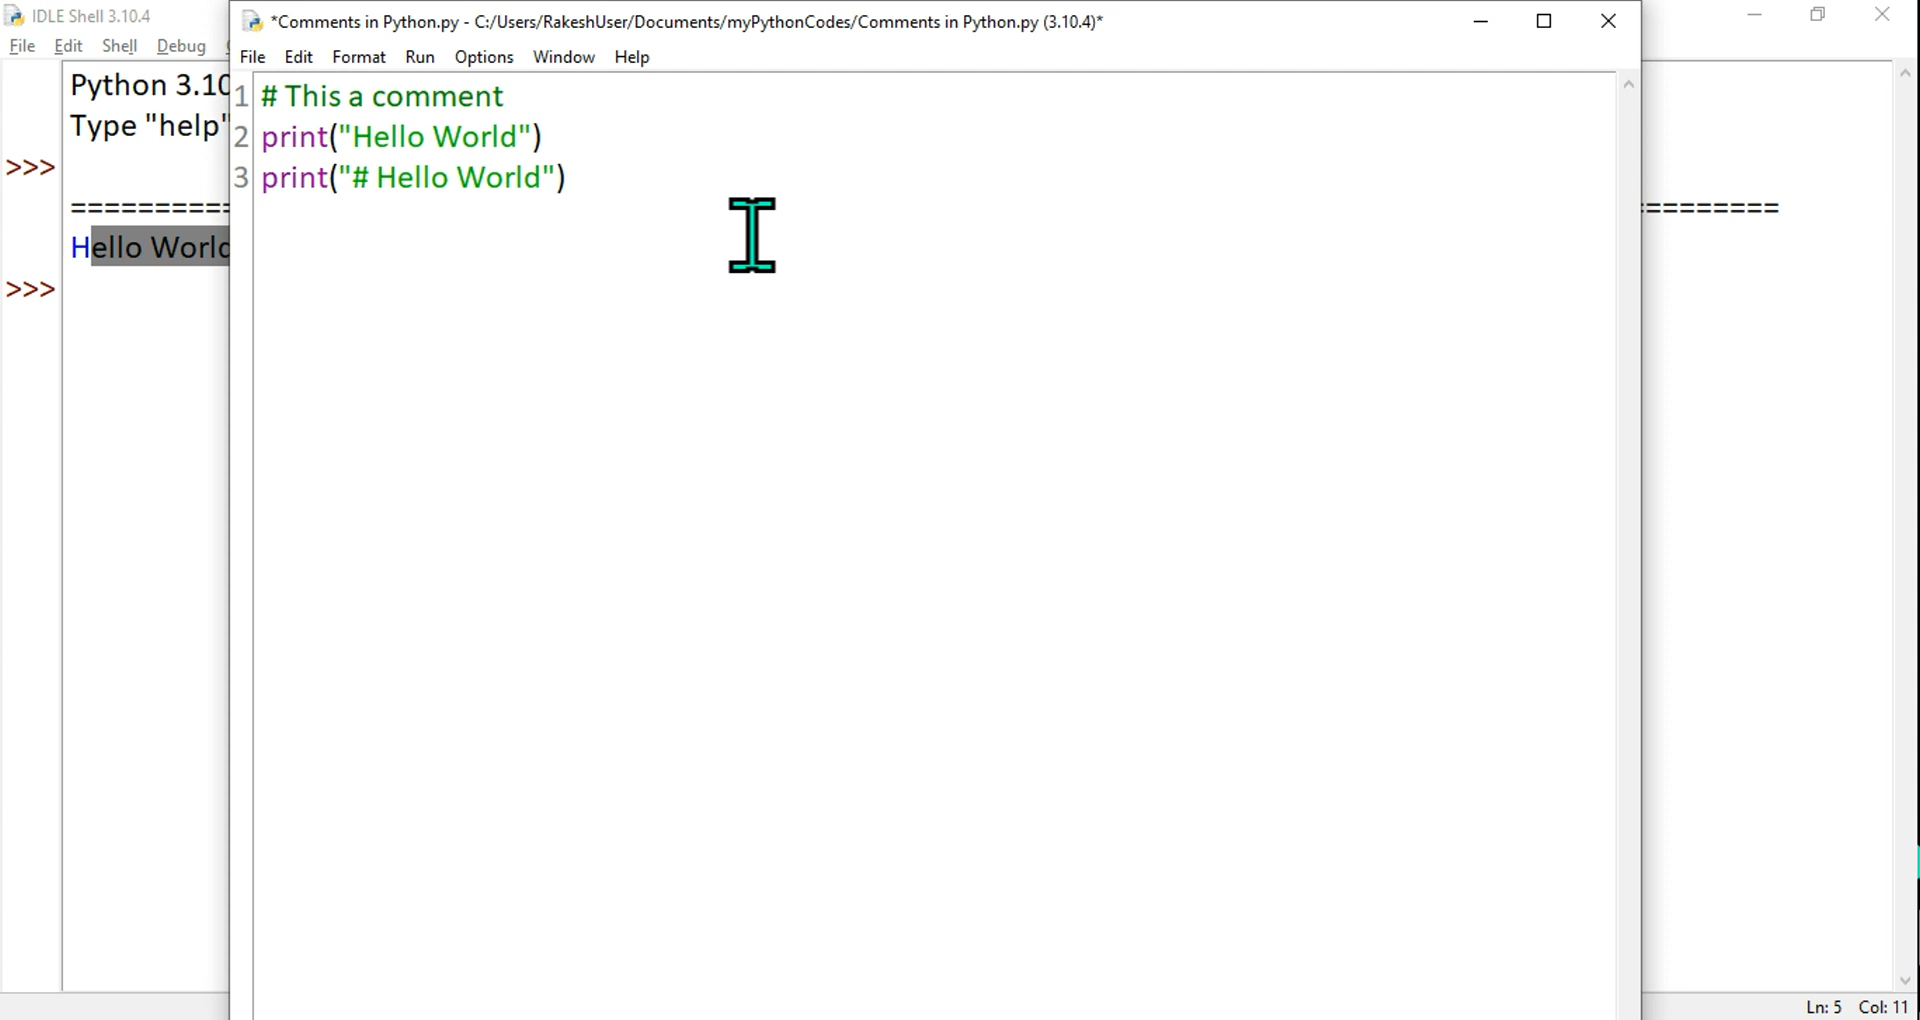 IDLE Shell 3.10.4
File Edit Shell Debug
Python 3.10
Type "help"
>>>
==========
Hello World
>>>
*Comments in Python.py - C:/Users/RakeshUser/Documents/myPythonCodes/Comments in Python.py (3.10.4)*
File Edit Format Run Options Window Help
1 # This a comment
2 print("Hello World")
3 print("# Hello World")
=========
Ln: 5 Col: 11